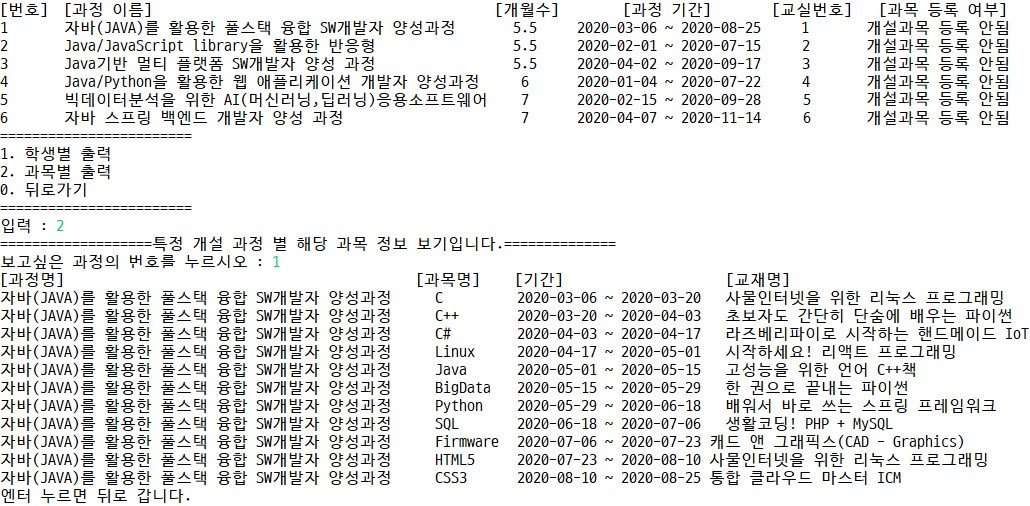 [번호] [과정 이름] [개월수] [과정 기간] [교실번호] [과목 등록 여부]
1 자바(JAVA)를 활용한 풀스택 융합 SW개발자 양성과정 5.5 2020-03-06 ~ 2020-08-25 1 개설과목 등록 안됨
2 Java/JavaScript library을 활용한 반응형 5.5 2020-02-01 ~ 2020-07-15 2 개설과목 등록 안됨
3 Java기반 멀티 플랫폼 SW개발자 양성 과정 5.5 2020-04-02 ~ 2020-09-17 3 개설과목 등록 안됨
4 Java/Python을 활용한 웹 애플리케이션 개발자 양성과정 6 2020-01-04 ~ 2020-07-22 4 개설과목 등록 안됨
5 빅데이터분석을 위한 AI(머신러닝,딥러닝)응용소프트웨어 7 2020-02-15 ~ 2020-09-28 5 개설과목 등록 안됨
6 자바 스프링 백엔드 개발자 양성 과정 7 2020-04-07 ~ 2020-11-14 6 개설과목 등록 안됨
========================
1. 학생별 출력
2. 과목별 출력
0. 뒤로가기
========================
입력 : 2
===================특정 개설 과정 별 해당 과목 정보 보기입니다.==============
보고싶은 과정의 번호를 누르시오 : 1
[과정명] [과목명] [기간] [교재명]
자바(JAVA)를 활용한 풀스택 융합 SW개발자 양성과정 C 2020-03-06 ~ 2020-03-20 사물인터넷을 위한 리눅스 프로그래밍
자바(JAVA)를 활용한 풀스택 융합 SW개발자 양성과정 C++ 2020-03-20 ~ 2020-04-03 초보자도 간단히 단숨에 배우는 파이썬
자바(JAVA)를 활용한 풀스택 융합 SW개발자 양성과정 C# 2020-04-03 ~ 2020-04-17 라즈베리파이로 시작하는 핸드메이드 IoT
자바(JAVA)를 활용한 풀스택 융합 SW개발자 양성과정 Linux 2020-04-17 ~ 2020-05-01 시작하세요! 리액트 프로그래밍
자바(JAVA)를 활용한 풀스택 융합 SW개발자 양성과정 Java 2020-05-01 ~ 2020-05-15 고성능을 위한 언어 C++책
자바(JAVA)를 활용한 풀스택 융합 SW개발자 양성과정 BigData 2020-05-15 ~ 2020-05-29 한 권으로 끝내는 파이썬
자바(JAVA)를 활용한 풀스택 융합 SW개발자 양성과정 Python 2020-05-29 ~ 2020-06-18 배워서 바로 쓰는 스프링 프레임워크
자바(JAVA)를 활용한 풀스택 융합 SW개발자 양성과정 SQL 2020-06-18 ~ 2020-07-06 생활코딩! PHP + MySQL
자바(JAVA)를 활용한 풀스택 융합 SW개발자 양성과정 Firmware 2020-07-06 ~ 2020-07-23 캐드 앤 그래픽스(CAD - Graphics)
자바(JAVA)를 활용한 풀스택 융합 SW개발자 양성과정 HTML5 2020-07-23 ~ 2020-08-10 사물인터넷을 위한 리눅스 프로그래밍
자바(JAVA)를 활용한 풀스택 융합 SW개발자 양성과정 CSS3 2020-08-10 ~ 2020-08-25 통합 클라우드 마스터 ICM
엔터 누르면 뒤로 갑니다.